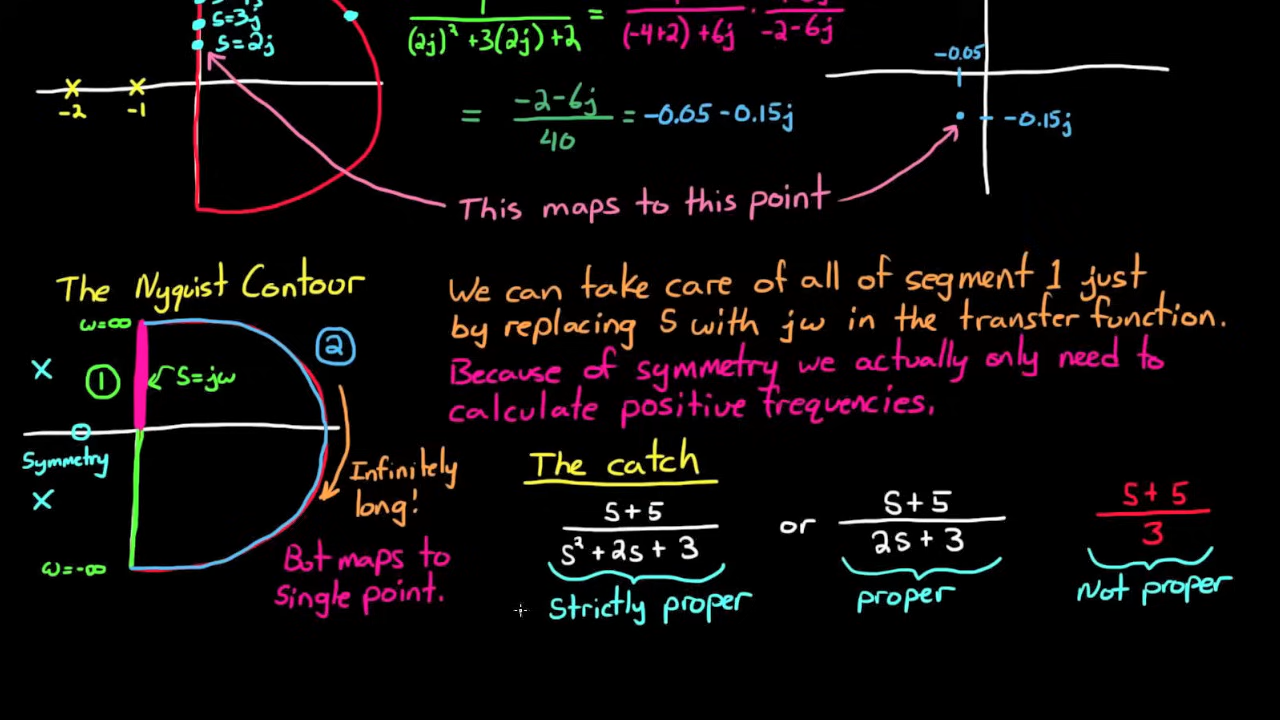 S=3j
S=2j
-2
-1
1 / ((2j)² + 3(2j) + 2) =
(-4+2) + 6j · -2-6j
= (-2-6j) / 40 = -0.05 - 0.15j
-0.05
-0.15j
This maps to this point
The Nyquist Contour
ω=∞
1
S=jω
2
Symmetry
ω=-∞
Infinitely
long!
But maps to
Single point.
We can take care of all of segment 1 just
by replacing S with jω in the transfer function.
Because of symmetry we actually only need to
calculate positive frequencies.
The catch
S+5
S² + 2S + 3
Strictly proper
or
S+5
2S + 3
proper
S+5
3
Not proper